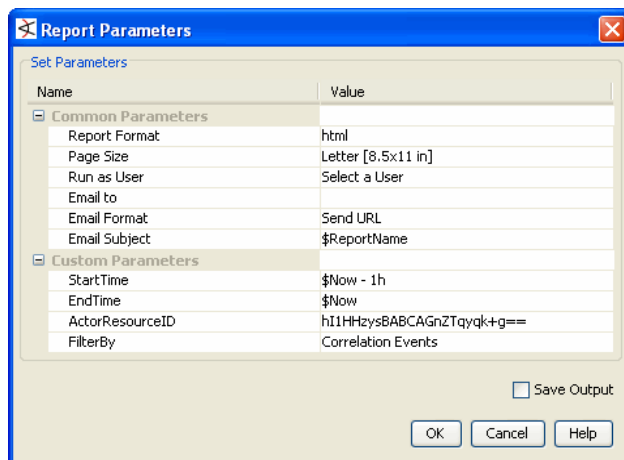 Report Parameters
Set Parameters
Name Value
Common Parameters
Report Format html
Page Size Letter [8.5x11 in]
Run as User Select a User
Email to
Email Format Send URL
Email Subject $ReportName
Custom Parameters
StartTime $Now - 1h
EndTime $Now
ActorResourceID hI1HHzysBABCAGnZTqyqk+g==
FilterBy Correlation Events
Save Output
OK Cancel Help